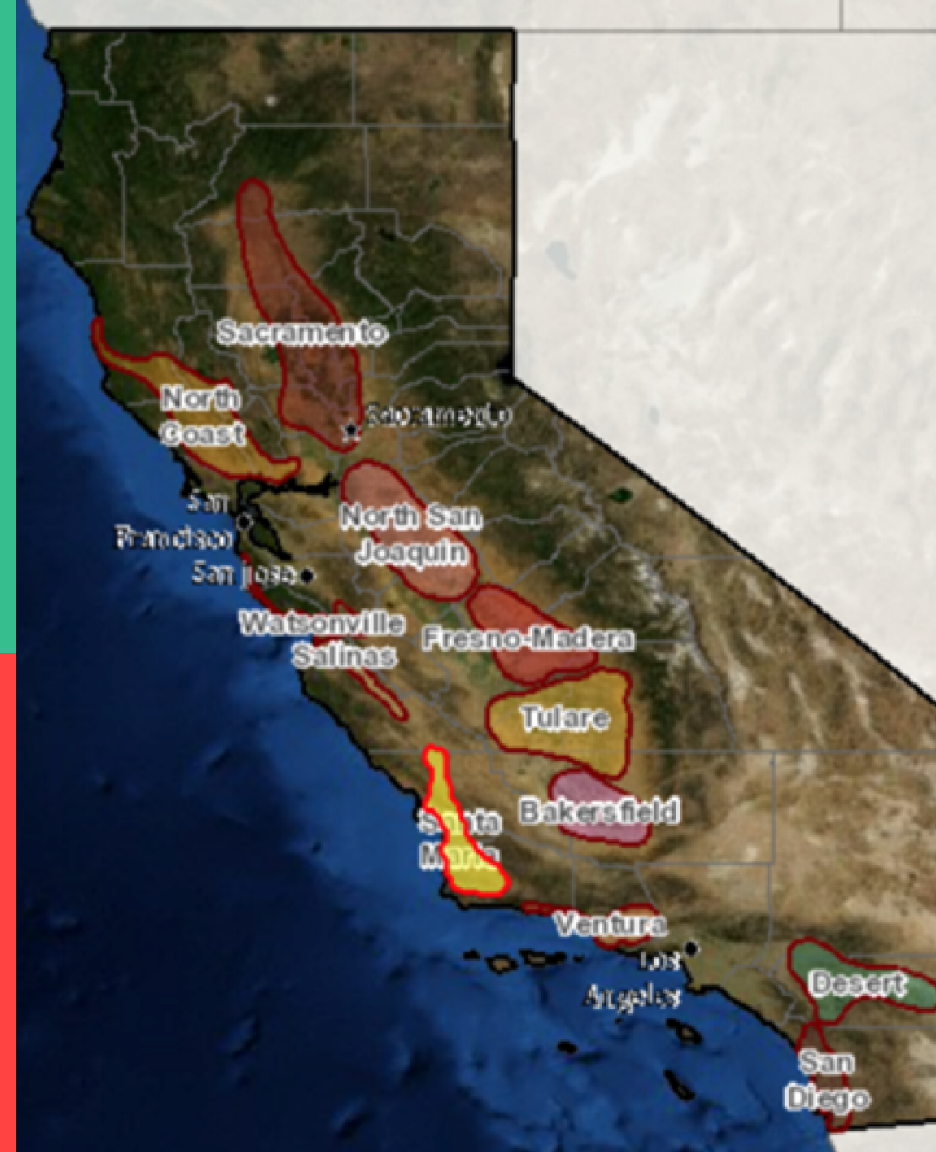 Sacramento
North
Coast
Sacramento
San
Francisco
North San
Joaquin
San Jose
Watsonville
Salinas
Fresno-Madera
Tulare
Bakersfield
Santa
Maria
Ventura
Los
Angeles
Desert
San
Diego